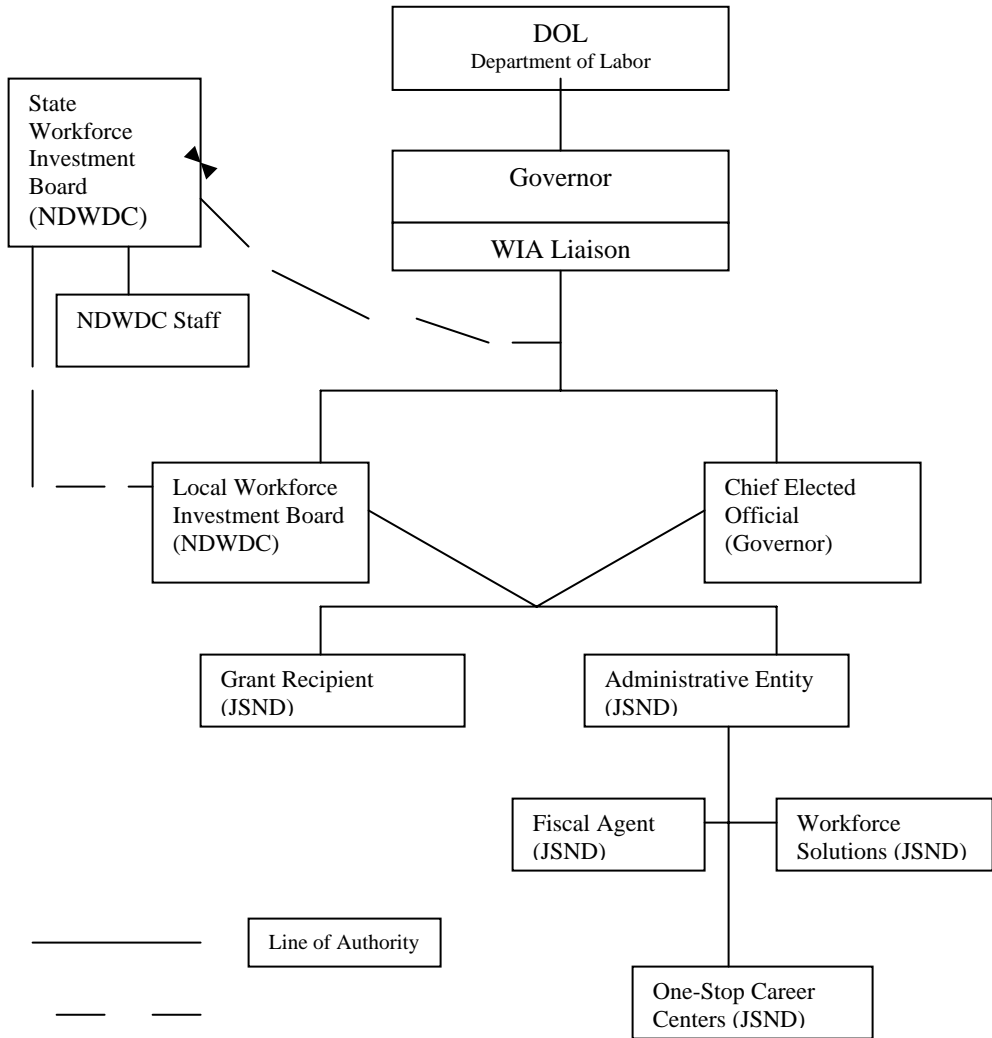 DOL
Department of Labor
State
Workforce
Investment
Board
(NDWDC)
Governor
WIA Liaison
NDWDC Staff
Local Workforce
Investment Board
(NDWDC)
Chief Elected
Official
(Governor)
Grant Recipient
(JSND)
Administrative Entity
(JSND)
Fiscal Agent
(JSND)
Workforce
Solutions (JSND)
Line of Authority
One-Stop Career
Centers (JSND)